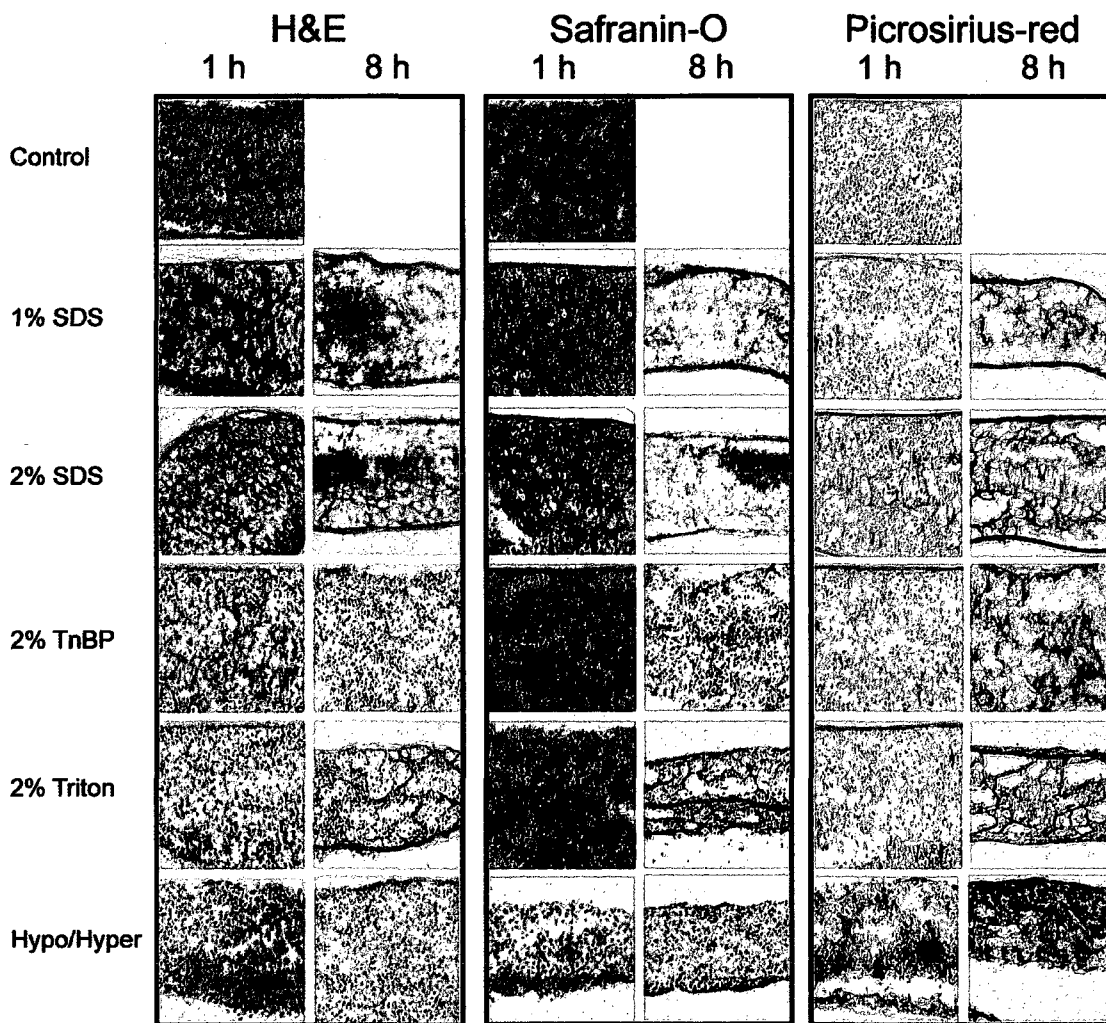 H&E Safranin-O Picrosirius-red
1 h 8 h 1 h 8 h 1 h 8 h
Control
1% SDS
2% SDS
2% TnBP
2% Triton
Hypo/Hyper